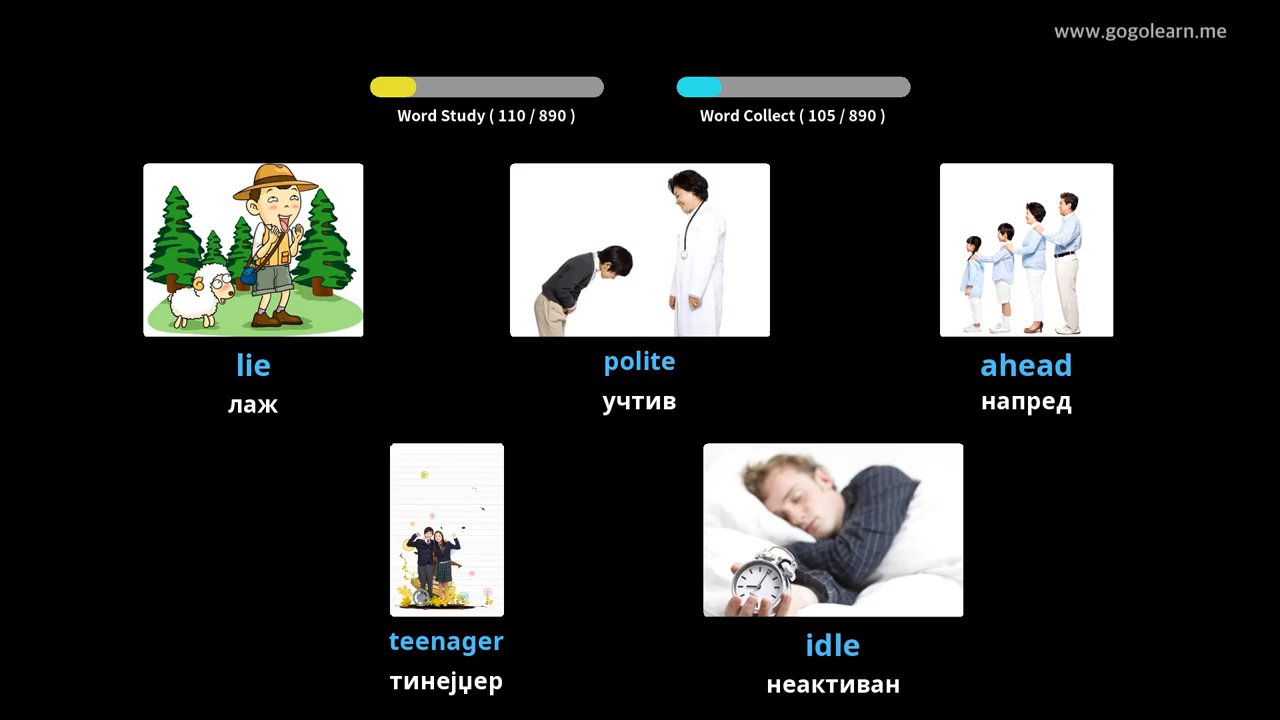 www.gogolearn.me
Word Study ( 110 / 890 )
Word Collect ( 105 / 890 )
lie
лаж
polite
учтив
ahead
напред
teenager
тинејџер
idle
неактиван